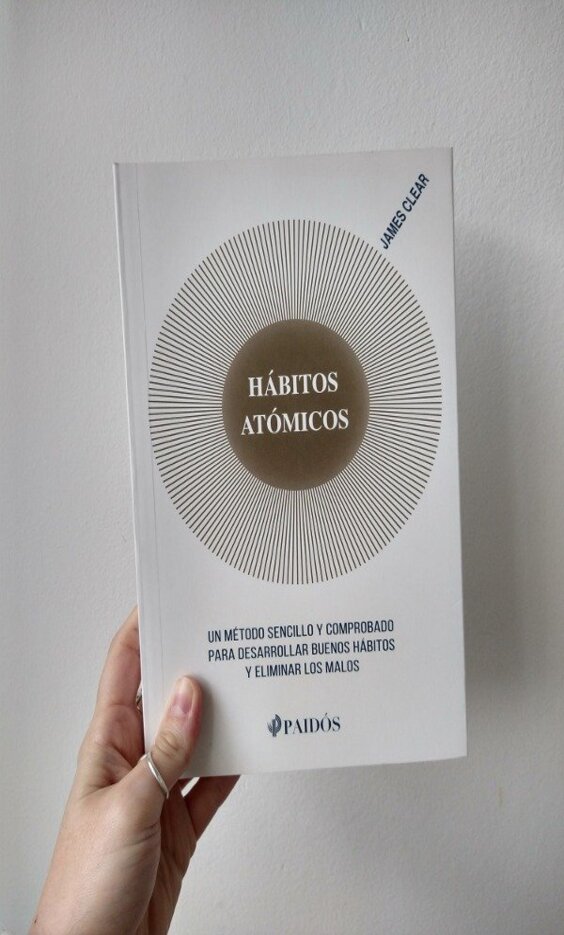 JAMES CLEAR
HÁBITOS
ATÓMICOS
UN MÉTODO SENCILLO Y COMPROBADO
PARA DESARROLLAR BUENOS HÁBITOS
Y ELIMINAR LOS MALOS
PAIDÓS